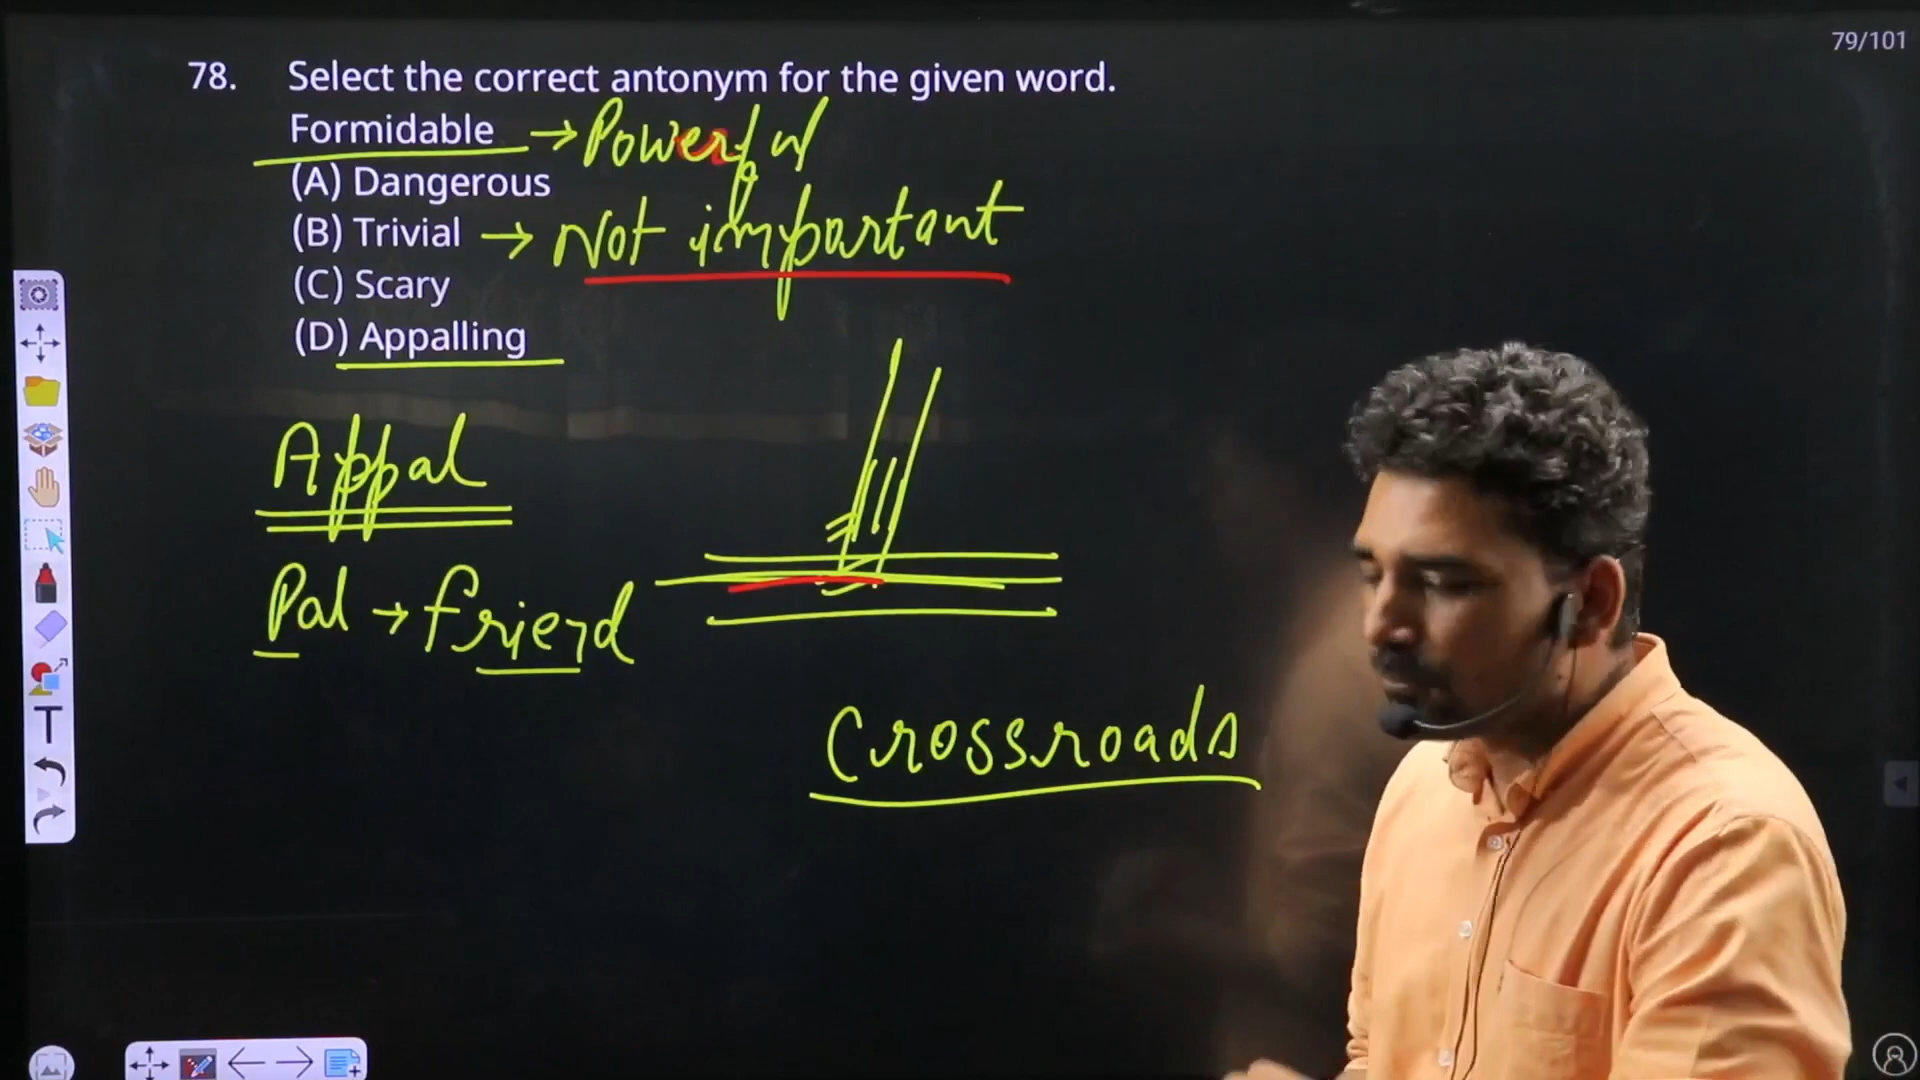 79/101
78. Select the correct antonym for the given word.
Formidable → Powerful
(A) Dangerous
(B) Trivial → Not important
(C) Scary
(D) Appalling
Appal
Pal → friend
Crossroads
T